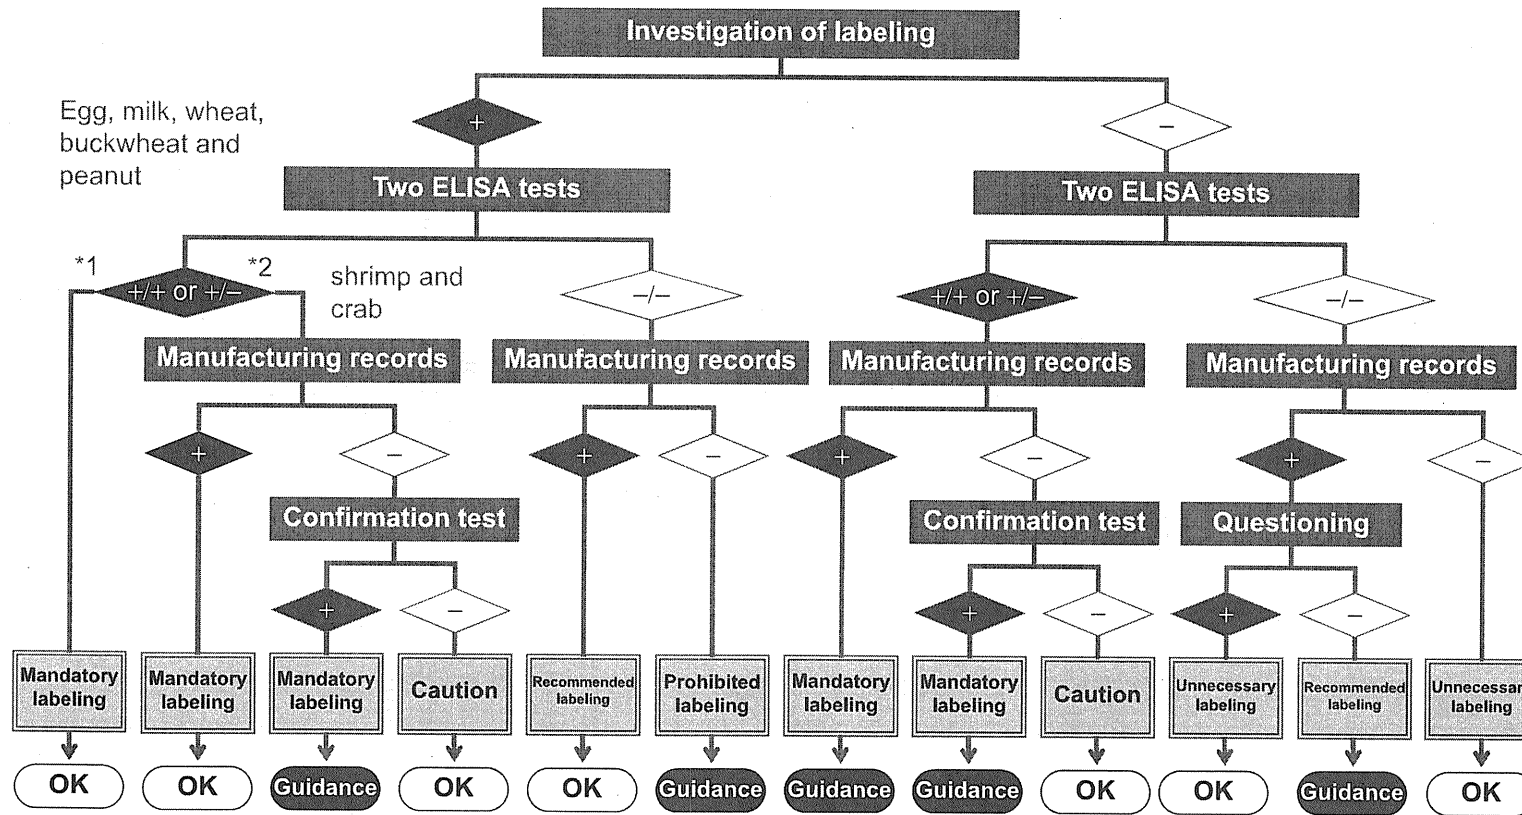 Investigation of labeling
Egg, milk, wheat,
buckwheat and
peanut
+
–
Two ELISA tests
Two ELISA tests
*1
+/+ or +/–
*2
shrimp and
crab
–/–
+/+ or +/–
–/–
Manufacturing records
Manufacturing records
Manufacturing records
Manufacturing records
+
–
+
–
+
–
+
–
Confirmation test
Confirmation test
Questioning
+
–
+
–
+
–
Mandatory
labeling
Mandatory
labeling
Mandatory
labeling
Caution
Recommended
labeling
Prohibited
labeling
Mandatory
labeling
Mandatory
labeling
Caution
Unnecessary
labeling
Recommended
labeling
Unnecessar
labeling
OK
OK
Guidance
OK
OK
Guidance
Guidance
Guidance
OK
OK
Guidance
OK